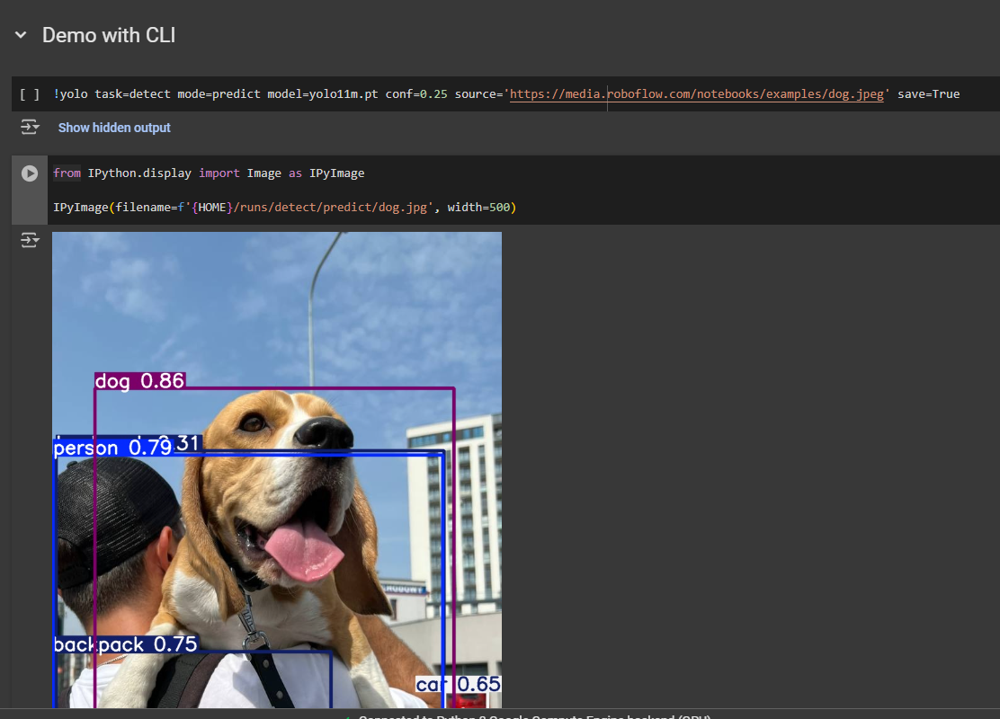 Demo with CLI
[ ] !yolo task=detect mode=predict model=yolo11m.pt conf=0.25 source='https://media.roboflow.com/notebooks/examples/dog.jpeg' save=True
Show hidden output
from IPython.display import Image as IPyImage
IPyImage(filename=f'{HOME}/runs/detect/predict/dog.jpg', width=500)
dog 0.86
.31
person 0.79
backpack 0.75
car 0.65